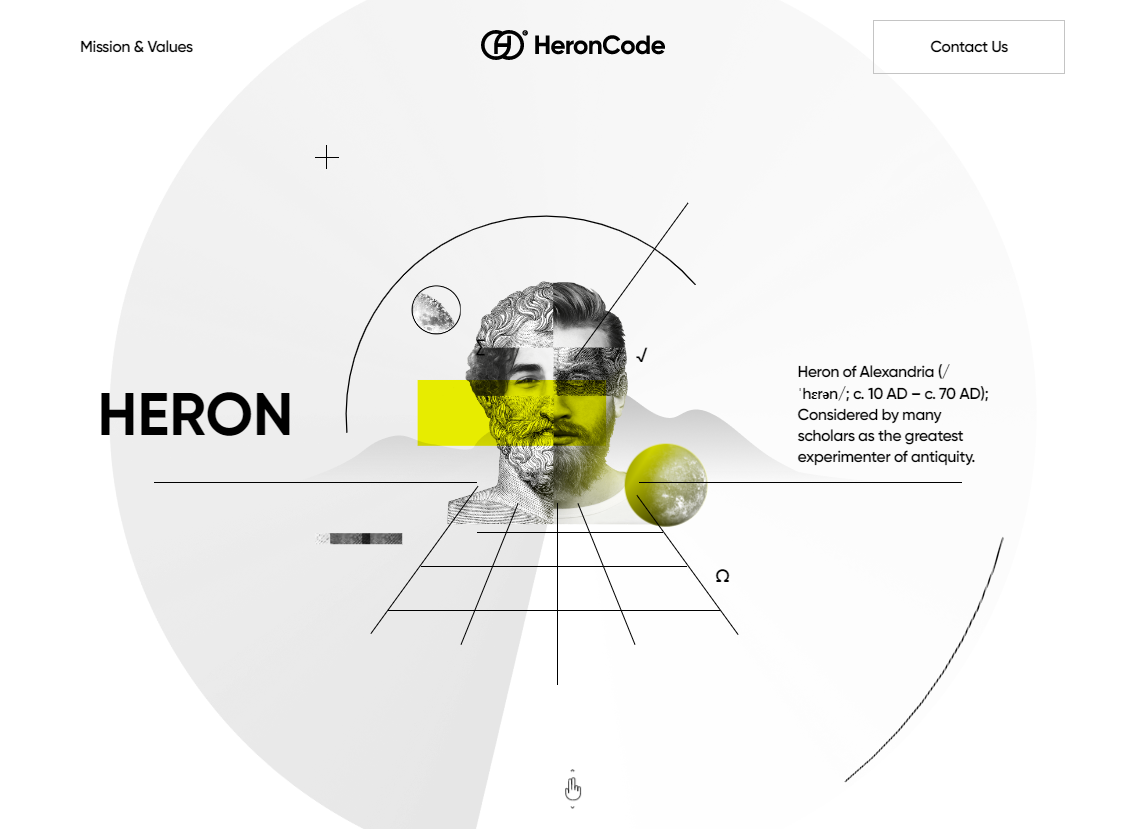 Mission & Values
HeronCode
Contact Us
Σ
√
HERON
Heron of Alexandria (/
ˈhɛrən/; c. 10 AD – c. 70 AD);
Considered by many
scholars as the greatest
experimenter of antiquity.
Ω